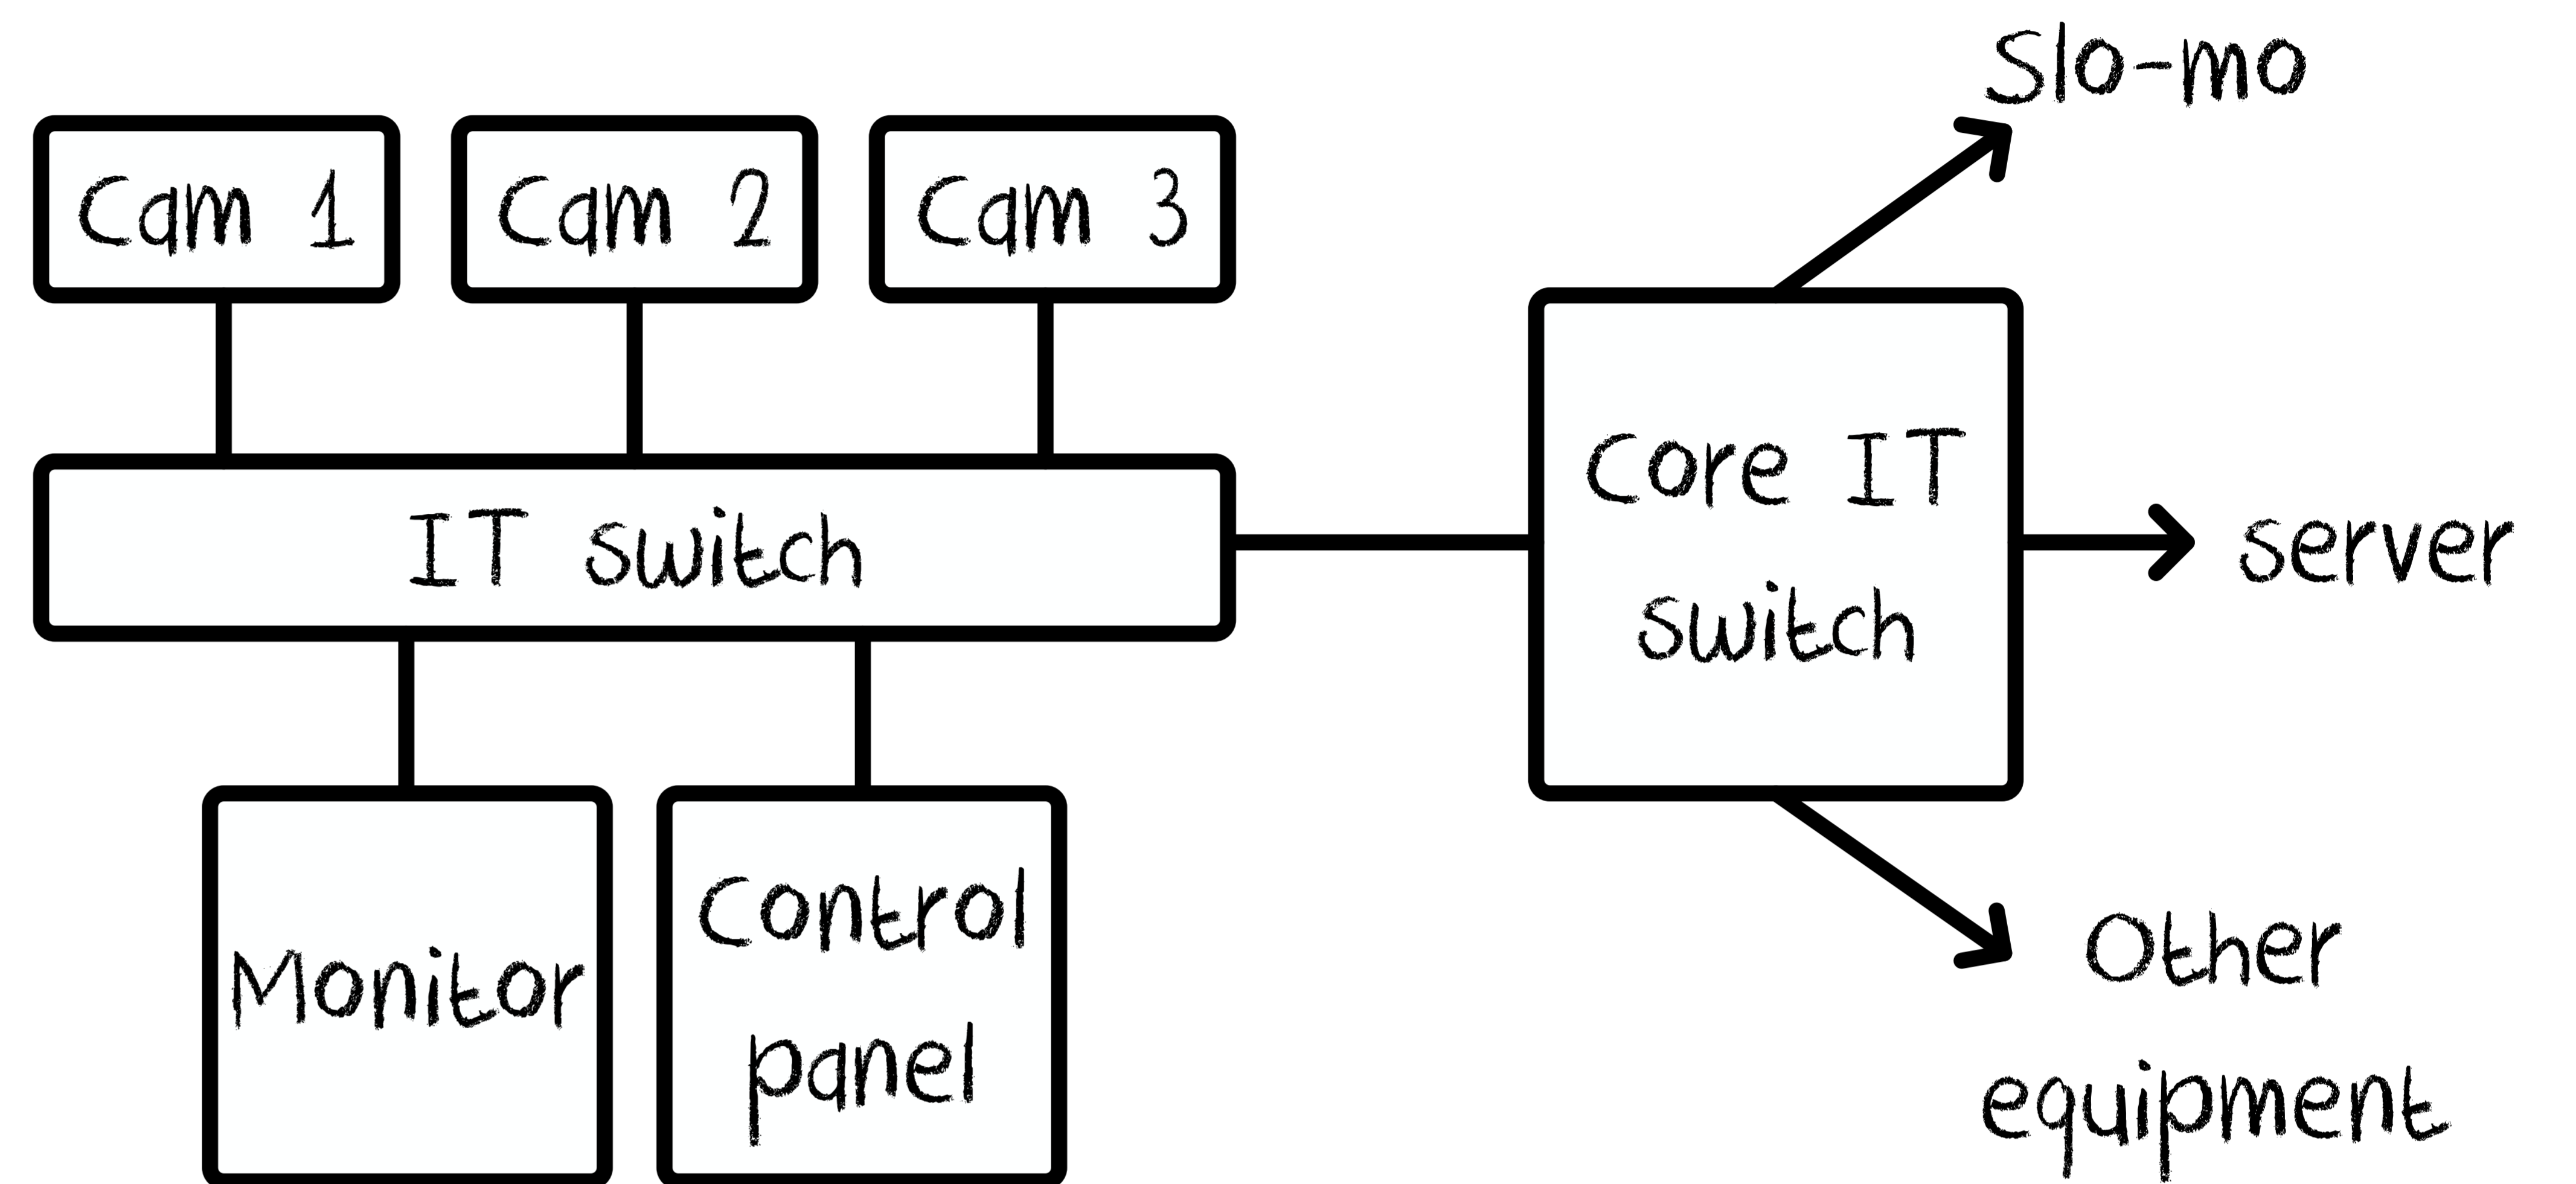 Slo-mo
Cam 1
Cam 2
Cam 3
Core IT
switch
IT switch
server
Monitor
Control
panel
Other
equipment